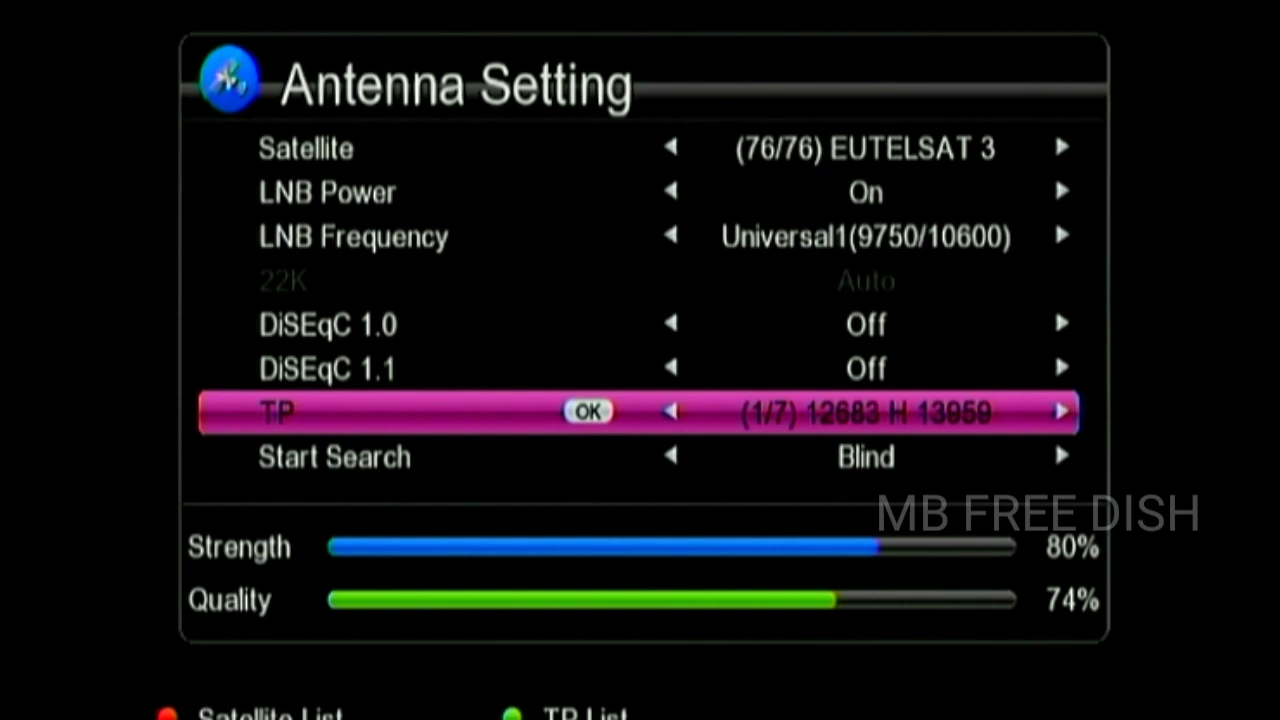 Antenna Setting
Satellite (76/76) EUTELSAT 3
LNB Power On
LNB Frequency Universal1(9750/10600)
22K Auto
DiSEqC 1.0 Off
DiSEqC 1.1 Off
TP OK (1/7) 12683 H 13959
Start Search Blind
MB FREE DISH
Strength 80%
Quality 74%
Satellite List TP List